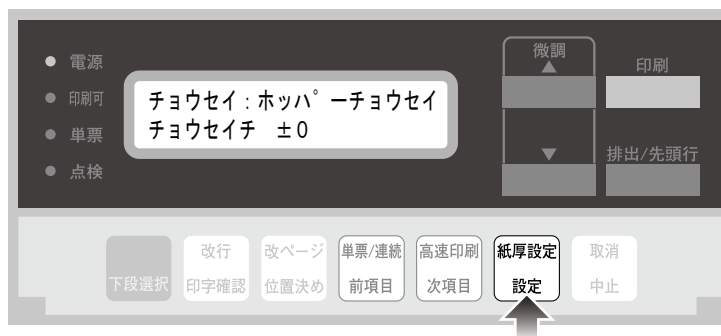 電源
印刷可
単票
点検
チョウセイ:ホッパ゜ーチョウセイ
チョウセイチ ±0
微調
▲
▼
印刷
排出/先頭行
下段選択
改行
印字確認
改ページ
位置決め
単票/連続
前項目
高速印刷
次項目
紙厚設定
設定
取消
中止